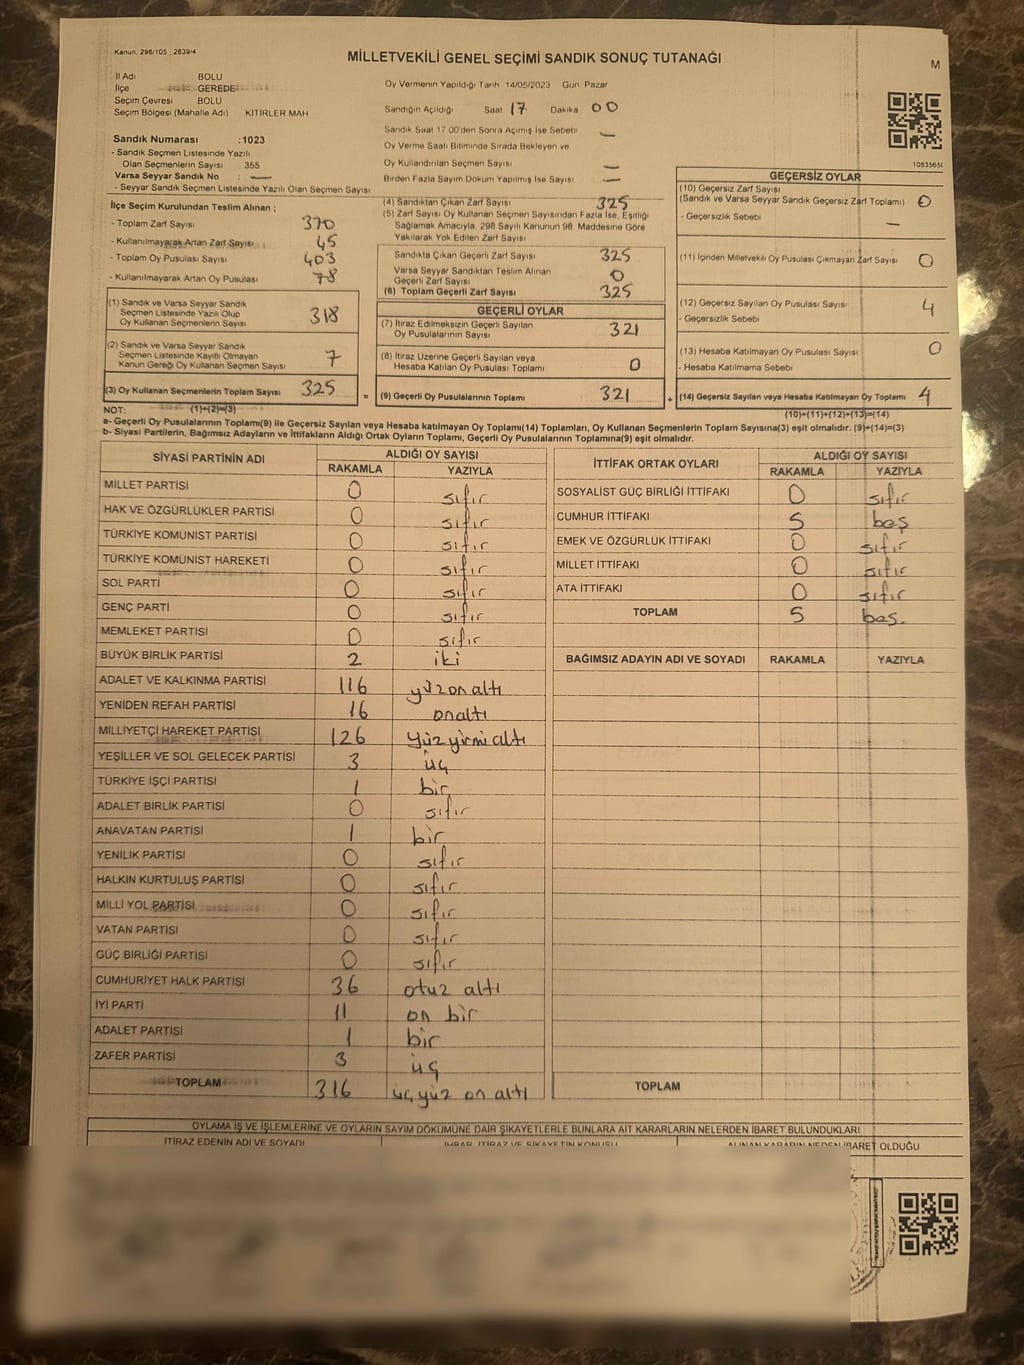 Kanun. 298/105 , 2839/4
MİLLETVEKİLİ GENEL SEÇİMİ SANDIK SONUÇ TUTANAĞI
M
İl Adı BOLU
İlçe GEREDE
Seçim Çevresi BOLU
Seçim Bölgesi (Mahalle Adı) KİTİRLER MAH
Oy Vermenin Yapıldığı Tarih 14/05/2023 Gün Pazar
Sandığın Açıldığı Saat 17 Dakika 00
Sandık Saat 17 00'den Sonra Açımış İse Sebebi —
Oy Verme Saati Bitiminde Sırada Bekleyen ve
Oy Kullandırılan Seçmen Sayısı —
Birden Fazla Sayım Döküm Yapılmış İse Sayısı —
Sandık Numarası :1023
- Sandık Seçmen Listesinde Yazılı
Olan Seçmenlerin Sayısı 355
Varsa Seyyar Sandık No : —
- Seyyar Sandık Seçmen Listesinde Yazılı Olan Seçmen Sayısı
İlçe Seçim Kurulundan Teslim Alınan ;
- Toplam Zarf Sayısı 370
- Kullanılmayarak Artan Zarf Sayısı 45
- Toplam Oy Pusulası Sayısı 403
- Kullanılmayarak Artan Oy Pusulası 78
(1) Sandık ve Varsa Seyyar Sandık
Seçmen Listesinde Yazılı Olup
Oy Kullanan Seçmenlerin Sayısı 318
(2) Sandık ve Varsa Seyyar Sandık
Seçmen Listesinde Kayıtlı Olmayan
Kanun Gereği Oy Kullanan Seçmen Sayısı 7
(3) Oy Kullanan Seçmenlerin Toplam Sayısı 325
(4) Sandıktan Çıkan Zarf Sayısı 325
(5) Zarf Sayısı Oy Kullanan Seçmen Sayısından Fazla İse, Eşitliği
Sağlamak Amacıyla, 298 Sayılı Kanunun 98. Maddesine Göre
Yakılarak Yok Edilen Zarf Sayısı
Sandıkta Çıkan Geçerli Zarf Sayısı 325
Varsa Seyyar Sandıktan Teslim Alınan
Geçerli Zarf Sayısı 0
(6) Toplam Geçerli Zarf Sayısı 325
GEÇERLİ OYLAR
(7) İtiraz Edilmeksizin Geçerli Sayılan
Oy Pusulalarının Sayısı 321
(8) İtiraz Üzerine Geçerli Sayılan veya
Hesaba Katılan Oy Pusulası Toplamı 0
= (9) Geçerli Oy Pusulalarının Toplamı 321
1083565
GEÇERSİZ OYLAR
(10) Geçersiz Zarf Sayısı
(Sandık ve Varsa Seyyar Sandık Geçersiz Zarf Toplamı) 0
- Geçersizlik Sebebi —
(11) İçinden Milletvekili Oy Pusulası Çıkmayan Zarf Sayısı 0
(12) Geçersiz Sayılan Oy Pusulası Sayısı 4
- Geçersizlik Sebebi
(13) Hesaba Katılmayan Oy Pusulası Sayısı 0
- Hesaba Katılmama Sebebi
+ (14) Geçersiz Sayılan veya Hesaba Katılmayan Oy Toplamı 4
NOT: (1)+(2)=(3)
(10)+(11)+(12)+(13)=(14)
a- Geçerli Oy Pusulaları Toplamı(9) ile Geçersiz Sayılan veya Hesaba katılmayan Oy Toplamı(14) Toplamları, Oy Kullanan Seçmenlerin Toplam Sayısına(3) eşit olmalıdır. (9)+(14)=(3)
b- Siyasi Partilerin, Bağımsız Adayların ve İttifakların Aldığı Ortak Oyların Toplamı, Geçerli Oy Pusulalarının Toplamına(9) eşit olmalıdır.
SİYASİ PARTİNİN ADI ALDIĞI OY SAYISI
RAKAMLA YAZIYLA
MİLLET PARTİSİ 0 sıfır
HAK VE ÖZGÜRLÜKLER PARTİSİ 0 sıfır
TÜRKİYE KOMÜNİST PARTİSİ 0 sıfır
TÜRKİYE KOMÜNİST HAREKETİ 0 sıfır
SOL PARTİ 0 sıfır
GENÇ PARTİ 0 sıfır
MEMLEKET PARTİSİ 0 sıfır
BÜYÜK BİRLİK PARTİSİ 2 iki
ADALET VE KALKINMA PARTİSİ 116 yüzonaltı
YENİDEN REFAH PARTİSİ 16 onaltı
MİLLİYETÇİ HAREKET PARTİSİ 126 yüzyirmialtı
YEŞİLLER VE SOL GELECEK PARTİSİ 3 üç
TÜRKİYE İŞÇİ PARTİSİ 1 bir
ADALET BİRLİK PARTİSİ 0 sıfır
ANAVATAN PARTİSİ 1 bir
YENİLİK PARTİSİ 0 sıfır
HALKIN KURTULUŞ PARTİSİ 0 sıfır
MİLLİ YOL PARTİSİ 0 sıfır
VATAN PARTİSİ 0 sıfır
GÜÇ BİRLİĞİ PARTİSİ 0 sıfır
CUMHURİYET HALK PARTİSİ 36 otuz altı
İYİ PARTİ 11 on bir
ADALET PARTİSİ 1 bir
ZAFER PARTİSİ 3 üç
TOPLAM 316 üçyüz on altı
İTTİFAK ORTAK OYLARI ALDIĞI OY SAYISI
RAKAMLA YAZIYLA
SOSYALİST GÜÇ BİRLİĞİ İTTİFAKI 0 sıfır
CUMHUR İTTİFAKI 5 beş
EMEK VE ÖZGÜRLÜK İTTİFAKI 0 sıfır
MİLLET İTTİFAKI 0 sıfır
ATA İTTİFAKI 0 sıfır
TOPLAM 5 beş.
BAĞIMSIZ ADAYIN ADI VE SOYADI RAKAMLA YAZIYLA
TOPLAM
OYLAMA İŞ VE İŞLEMLERİNE VE OYLARIN SAYIM DÖKÜMÜNE DAİR ŞİKAYETLERLE BUNLARA AİT KARARLARIN NELERDEN İBARET BULUNDUKLARI
İTİRAZ EDENİN ADI VE SOYADI İHBAR, İTİRAZ VE ŞİKAYETİN KONUSU ALINAN KARARIN NEDEN İBARET OLDUĞU